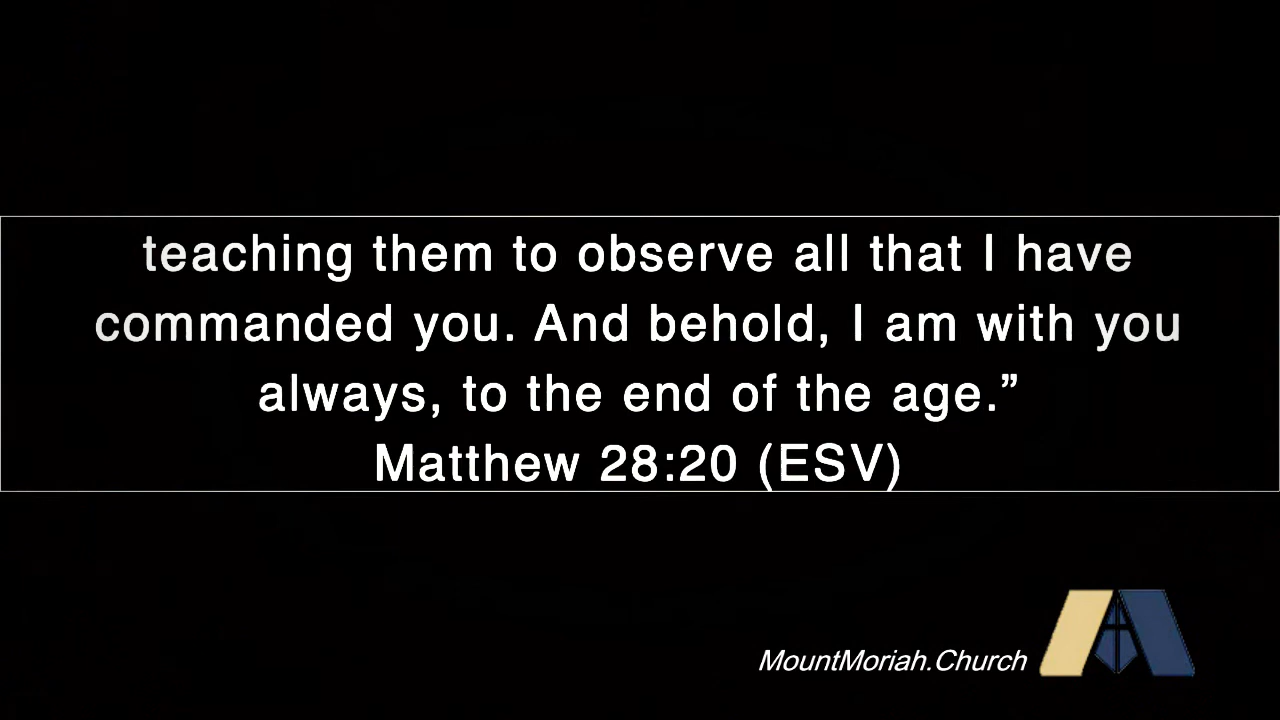 teaching them to observe all that I have
commanded you. And behold, I am with you
always, to the end of the age.”
Matthew 28:20 (ESV)
MountMoriah.Church